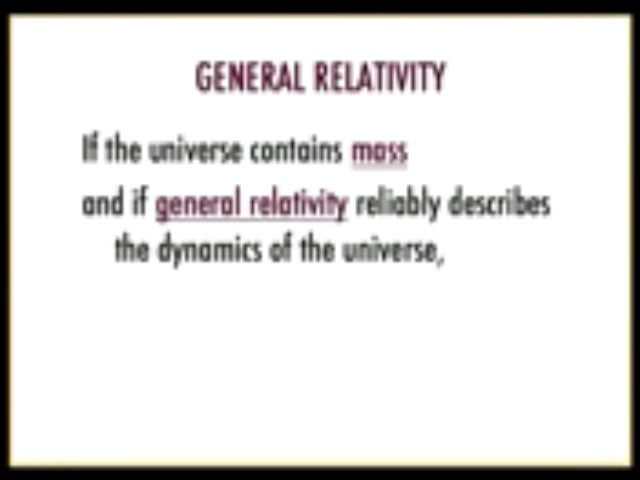 GENERAL RELATIVITY
If the universe contains mass
and if general relativity reliably describes
the dynamics of the universe,